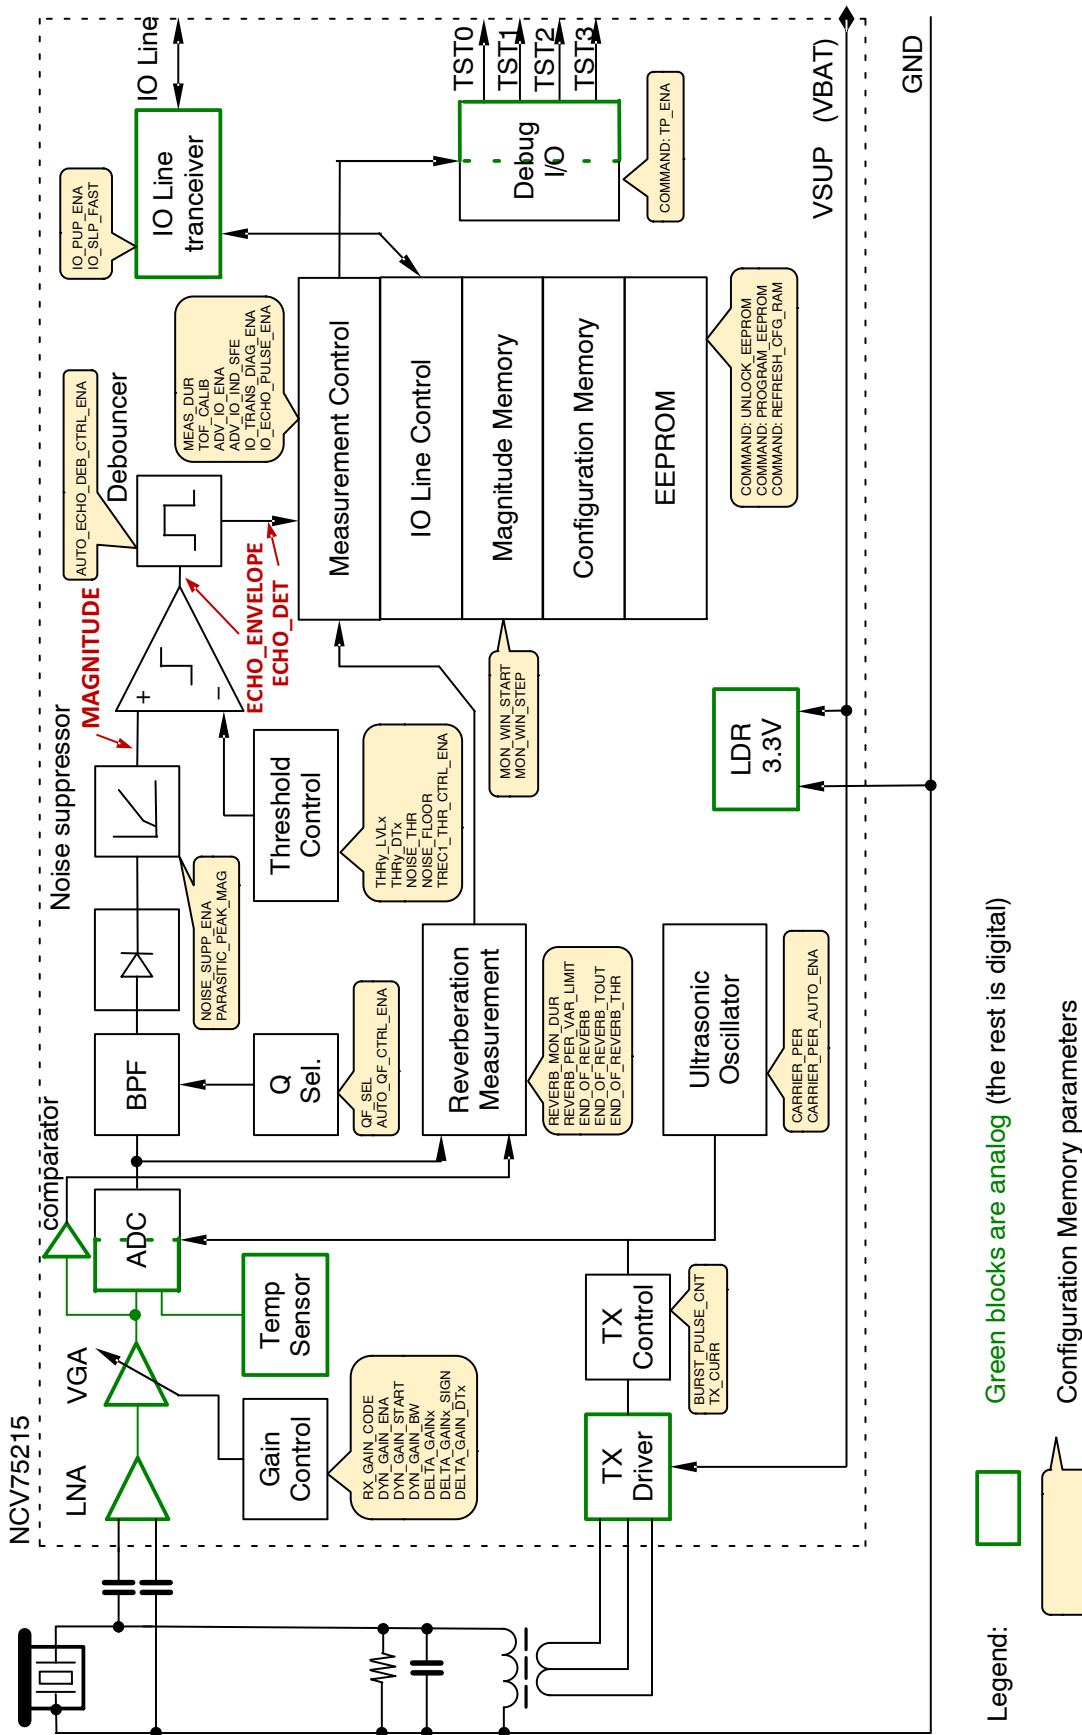 NCV75215
LNA
VGA
comparator
Noise suppressor
MAGNITUDE
AUTO_ECHO_DEB_CTRL_ENA
Debouncer
IO_PUP_ENA
IO_SLP_FAST
IO Line
tranceiver
IO Line
ADC
BPF
+
–
ECHO_ENVELOPE
ECHO_DET
MEAS_DUR
TOF_CALIB
ADV_IO_ENA
ADV_IO_IND_SFE
IO_TRANS_DIAG_ENA
IO_ECHO_PULSE_ENA
NOISE_SUPP_ENA
PARASITIC_PEAK_MAG
Gain
Control
Temp
Sensor
Q
Sel.
Threshold
Control
RX_GAIN_CODE
DYN_GAIN_ENA
DYN_GAIN_START
DYN_GAIN_BW
DELTA_GAINx
DELTA_GAINx_SIGN
DELTA_GAIN_DTx
QF_SEL
AUTO_QF_CTRL_ENA
THRy_LVLx
THRy_DTx
NOISE_THR
NOISE_FLOOR
TREC1_THR_CTRL_ENA
Measurement Control
IO Line Control
Magnitude Memory
Configuration Memory
EEPROM
TST0
TST1
TST2
TST3
Debug
I/O
COMMAND: TP_ENA
Reverberation
Measurement
MON_WIN_START
MON_WIN_STEP
REVERB_MON_DUR
REVERB_PER_VAR_LIMIT
END_OF_REVERB
END_OF_REVERB_TOUT
END_OF_REVERB_THR
COMMAND: UNLOCK_EEPROM
COMMAND: PROGRAM_EEPROM
COMMAND: REFRESH_CFG_RAM
TX
Driver
TX
Control
BURST_PULSE_CNT
TX_CURR
Ultrasonic
Oscillator
CARRIER_PER
CARRIER_PER_AUTO_ENA
LDR
3.3V
VSUP (VBAT)
GND
Legend:
Green blocks are analog (the rest is digital)
Configuration Memory parameters